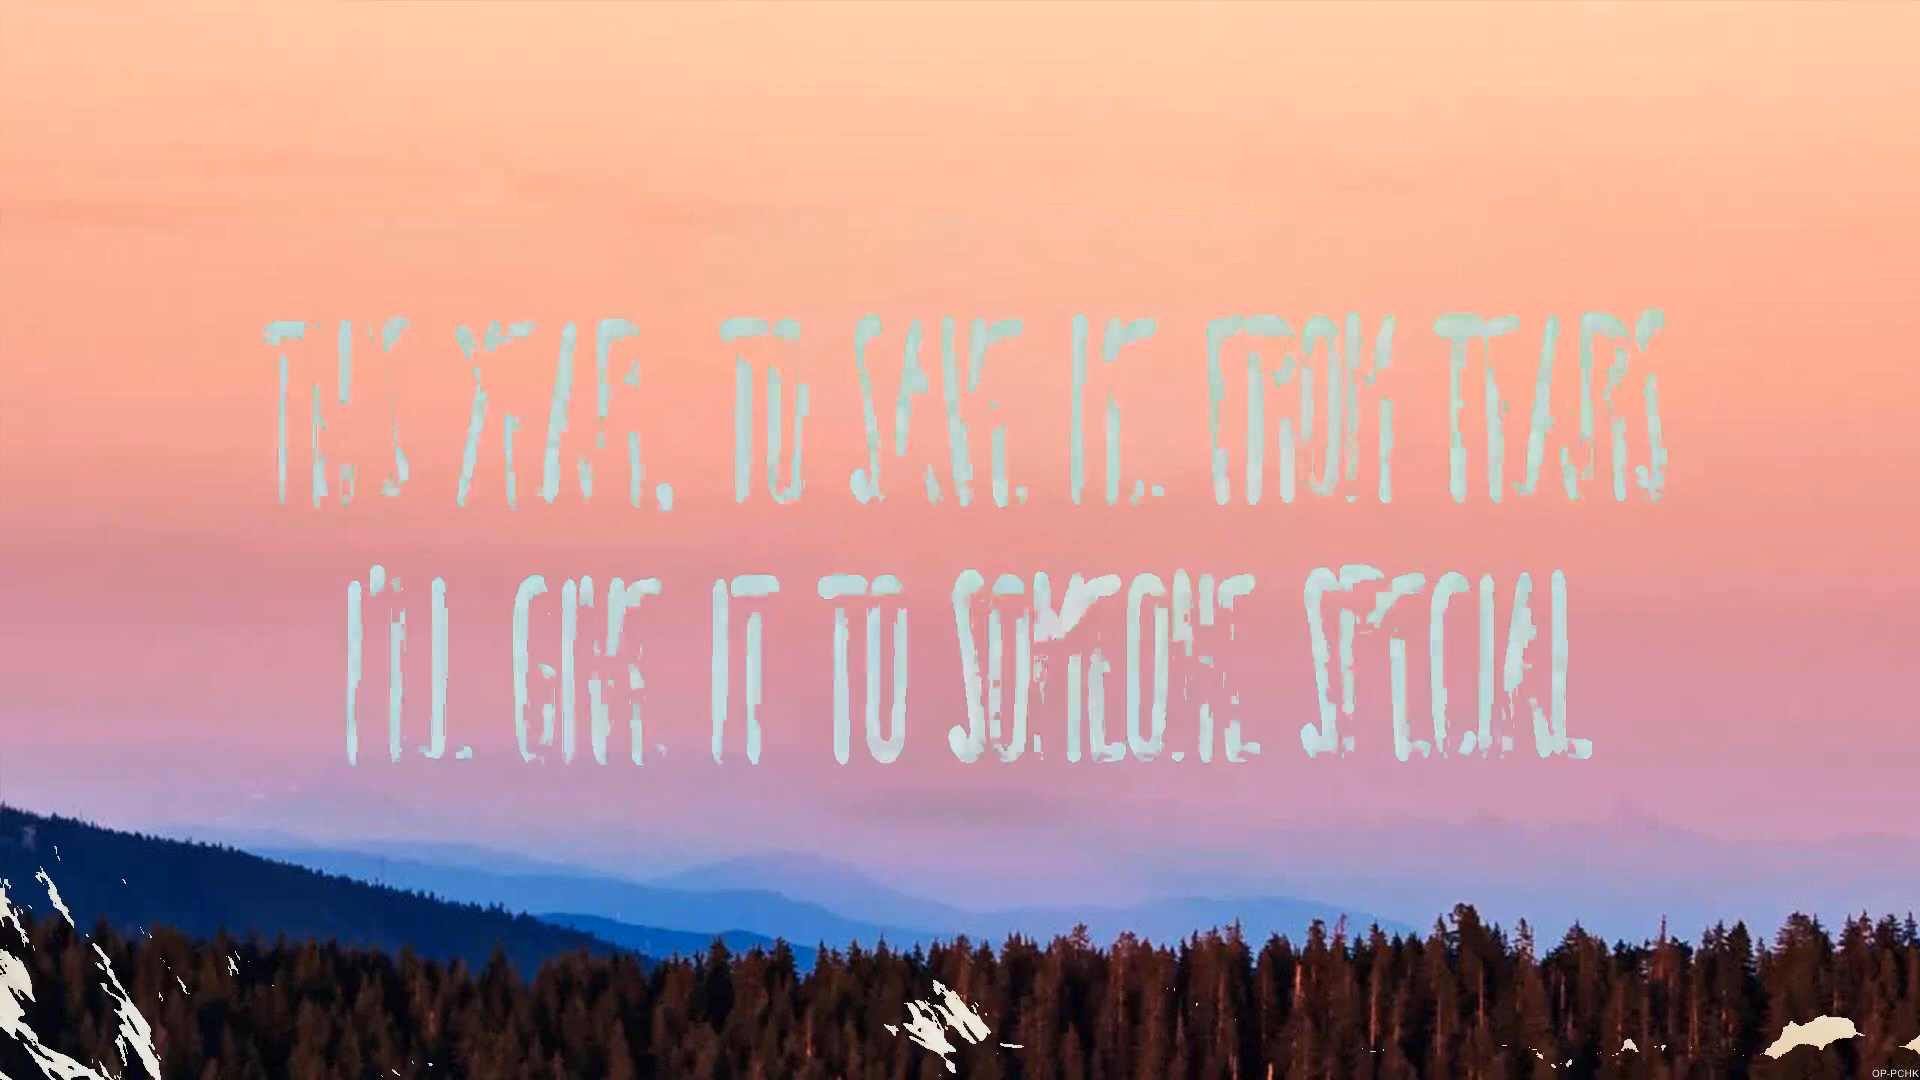 THIS YEAR, TO SAVE ME FROM TEARS
I'LL GIVE IT TO SOMEONE SPECIAL
OP-PCHK